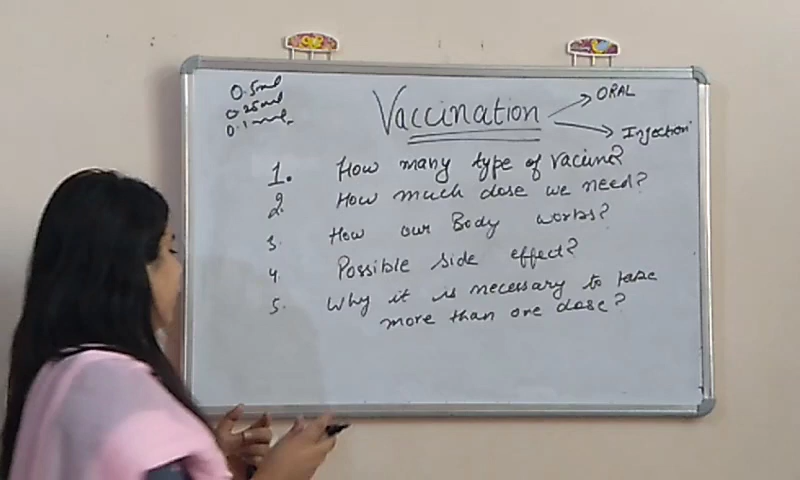 0.5ml
0.25ml
0.1ml
Vaccination
ORAL
Injection
1. How many type of vaccine?
2. How much dose we need?
3. How our Body works?
4. Possible side effect?
5. Why it is necessary to take
more than one dose?